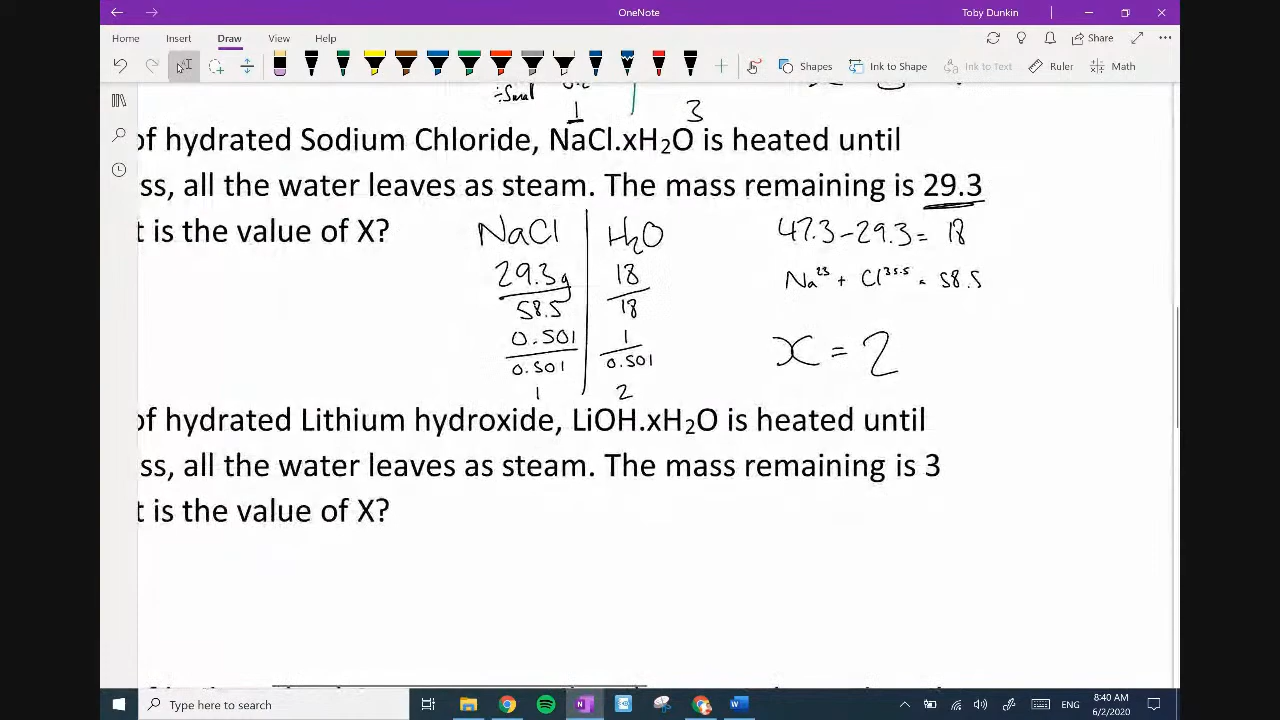 OneNote
Toby Dunkin
Home Insert Draw View Help
Share
Shapes Ink to Shape Ink to Text Ruler Math
÷Small
1 3
of hydrated Sodium Chloride, NaCl.xH₂O is heated until
ss, all the water leaves as steam. The mass remaining is 29.3
t is the value of X?
NaCl H₂O
47.3-29.3= 18
29.3g 18
58.5 18
Na²³ + Cl³⁵·⁵ = 58.5
0.501 1
0.501 0.501
x = 2
1 2
of hydrated Lithium hydroxide, LiOH.xH₂O is heated until
ss, all the water leaves as steam. The mass remaining is 3
t is the value of X?
Type here to search
ENG
8:40 AM
6/2/2020